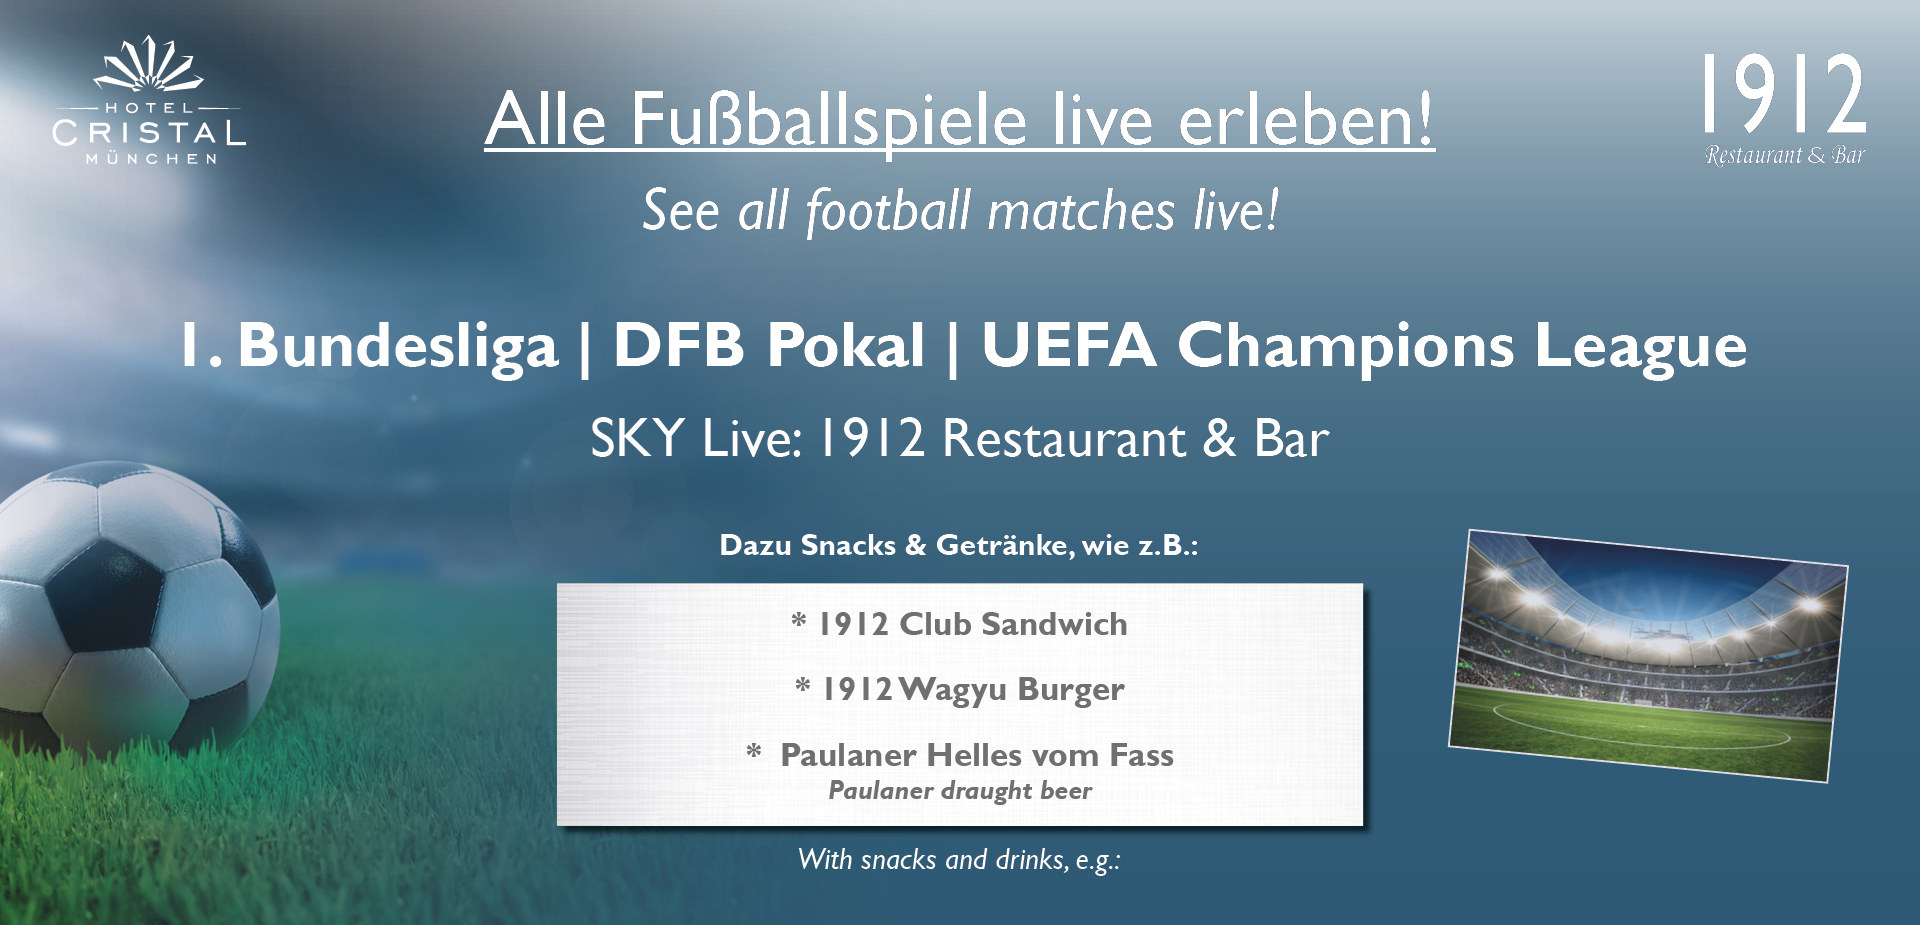 HOTEL
CRISTAL
MÜNCHEN
1912
Restaurant & Bar
Alle Fußballspiele live erleben!
See all football matches live!
1. Bundesliga | DFB Pokal | UEFA Champions League
SKY Live: 1912 Restaurant & Bar
Dazu Snacks & Getränke, wie z.B.:
* 1912 Club Sandwich
* 1912 Wagyu Burger
* Paulaner Helles vom Fass
Paulaner draught beer
With snacks and drinks, e.g.: